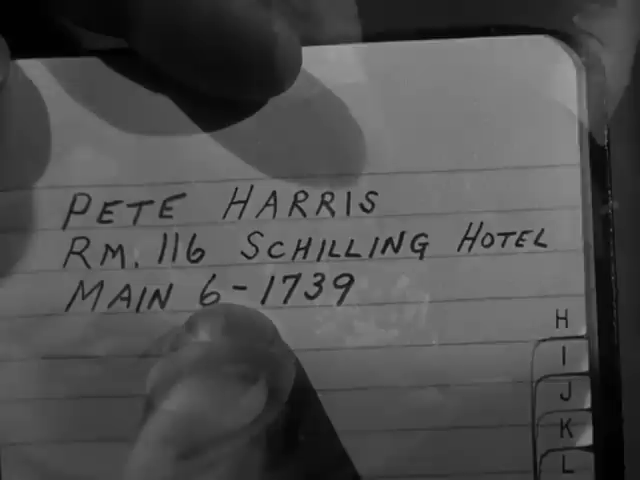 PETE HARRIS
RM. 116 SCHILLING HOTEL
MAIN 6-1739
H
I
J
K
L